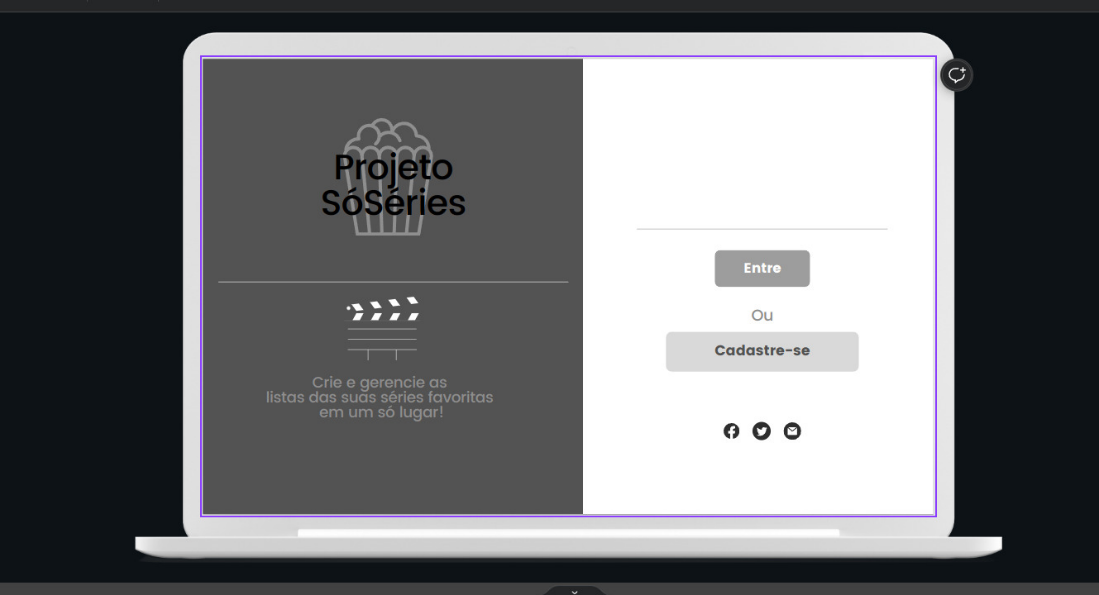 Projeto
SóSéries
Crie e gerencie as
listas das suas séries favoritas
em um só lugar!
Entre
Ou
Cadastre-se